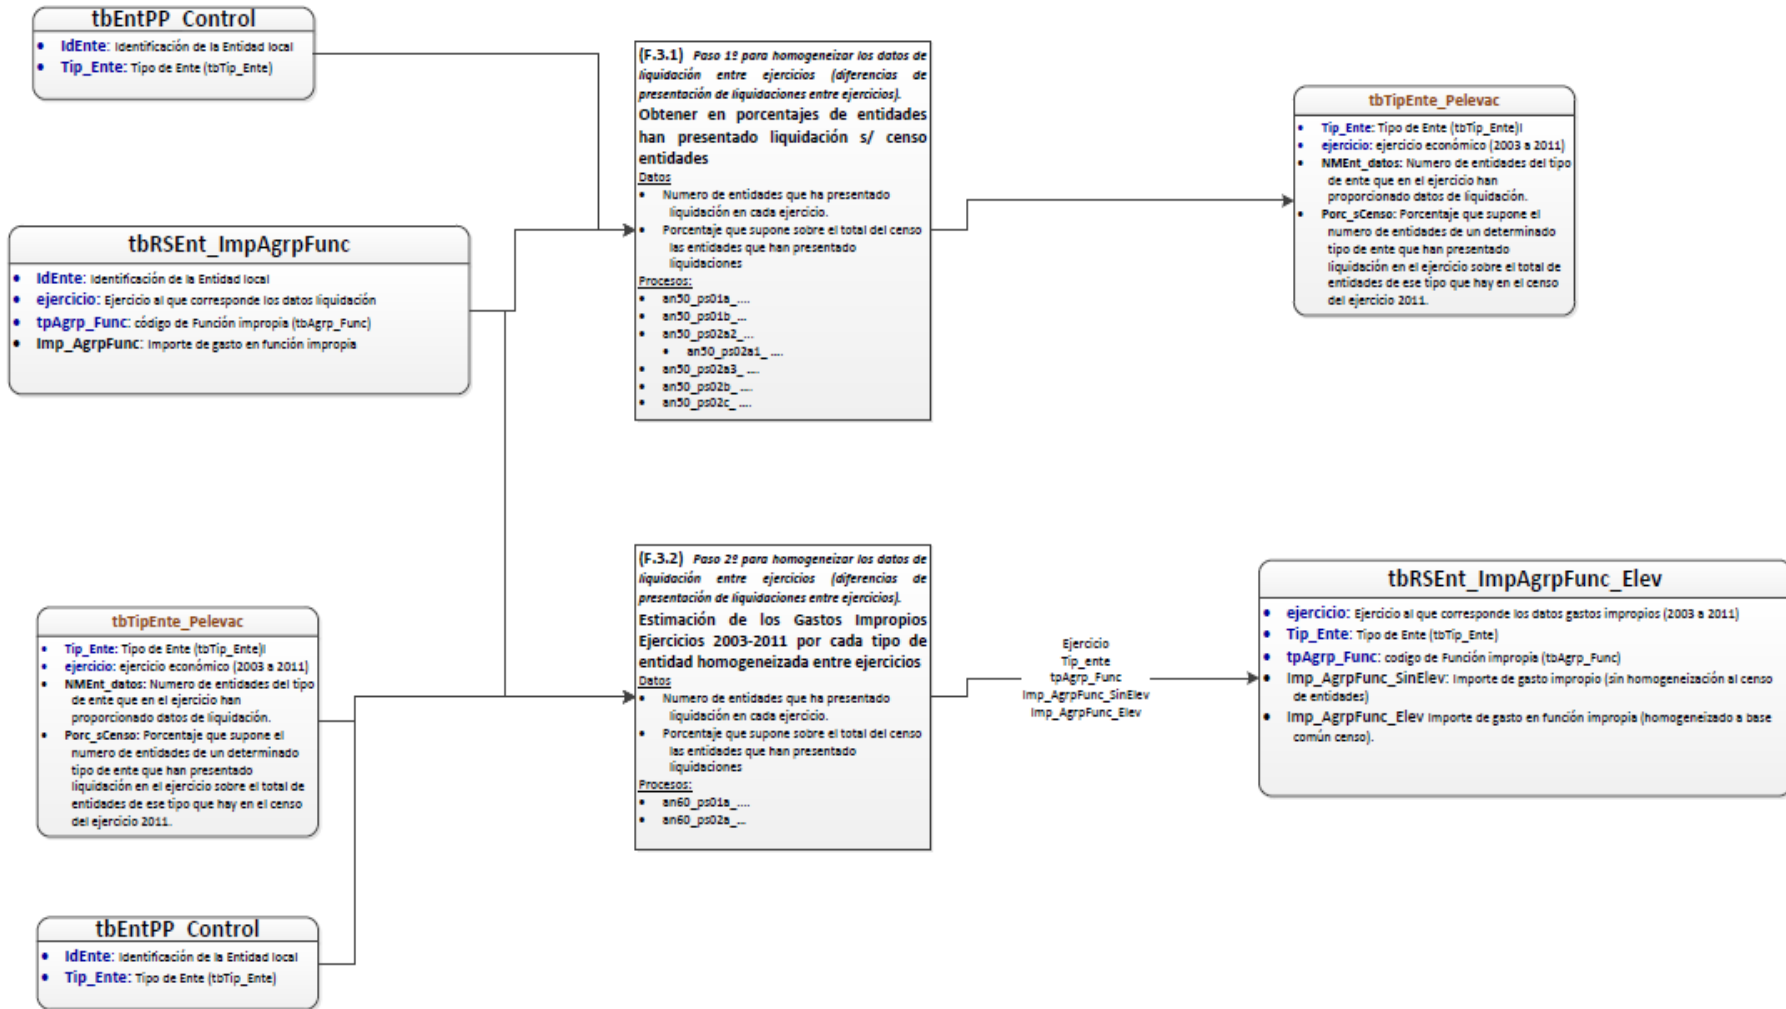 tbEntPP_Control
• IdEnte: Identificación de la Entidad local
• Tip_Ente: Tipo de Ente (tbTip_Ente)
tbRSEnt_ImpAgrpFunc
• IdEnte: Identificación de la Entidad local
• ejercicio: Ejercicio al que corresponde los datos liquidación
• tpAgrp_Func: código de Función impropia (tbAgrp_Func)
• Imp_AgrpFunc: Importe de gasto en función impropia
(F.3.1) Paso 1º para homogeneizar los datos de
liquidación entre ejercicios (diferencias de
presentación de liquidaciones entre ejercicios).
Obtener en porcentajes de entidades
han presentado liquidación s/ censo
entidades
Datos
• Numero de entidades que ha presentado
liquidación en cada ejercicio.
• Porcentaje que supone sobre el total del censo
las entidades que han presentado
liquidaciones
Procesos:
• an50_ps01a_....
• an50_ps01b_...
• an50_ps02a2_...
• an50_ps02a1_ ....
• an50_ps02a3_ ....
• an50_ps02b_ ....
• an50_ps02c_ ....
tbTipEnte_Pelevac
• Tip_Ente: Tipo de Ente (tbTip_Ente)l
• ejercicio: ejercicio económico (2003 a 2011)
• NMEnt_datos: Numero de entidades del tipo
de ente que en el ejercicio han
proporcionado datos de liquidación.
• Porc_sCenso: Porcentaje que supone el
numero de entidades de un determinado
tipo de ente que han presentado
liquidación en el ejercicio sobre el total de
entidades de ese tipo que hay en el censo
del ejercicio 2011.
tbTipEnte_Pelevac
• Tip_Ente: Tipo de Ente (tbTip_Ente)l
• ejercicio: ejercicio económico (2003 a 2011)
• NMEnt_datos: Numero de entidades del tipo
de ente que en el ejercicio han
proporcionado datos de liquidación.
• Porc_sCenso: Porcentaje que supone el
numero de entidades de un determinado
tipo de ente que han presentado
liquidación en el ejercicio sobre el total de
entidades de ese tipo que hay en el censo
del ejercicio 2011.
tbEntPP_Control
• IdEnte: Identificación de la Entidad local
• Tip_Ente: Tipo de Ente (tbTip_Ente)
(F.3.2) Paso 2º para homogeneizar los datos de
liquidación entre ejercicios (diferencias de
presentación de liquidaciones entre ejercicios).
Estimación de los Gastos Impropios
Ejercicios 2003-2011 por cada tipo de
entidad homogeneizada entre ejercicios
Datos
• Numero de entidades que ha presentado
liquidación en cada ejercicio.
• Porcentaje que supone sobre el total del censo
las entidades que han presentado
liquidaciones
Procesos:
• an60_ps01a_....
• an60_ps02a_...
Ejercicio
Tip_ente
tpAgrp_Func
Imp_AgrpFunc_SinElev
Imp_AgrpFunc_Elev
tbRSEnt_ImpAgrpFunc_Elev
• ejercicio: Ejercicio al que corresponde los datos gastos impropios (2003 a 2011)
• Tip_Ente: Tipo de Ente (tbTip_Ente)
• tpAgrp_Func: codigo de Función impropia (tbAgrp_Func)
• Imp_AgrpFunc_SinElev: Importe de gasto impropio (sin homogeneización al censo
de entidades)
• Imp_AgrpFunc_Elev Importe de gasto en función impropia (homogeneizado a base
común censo).